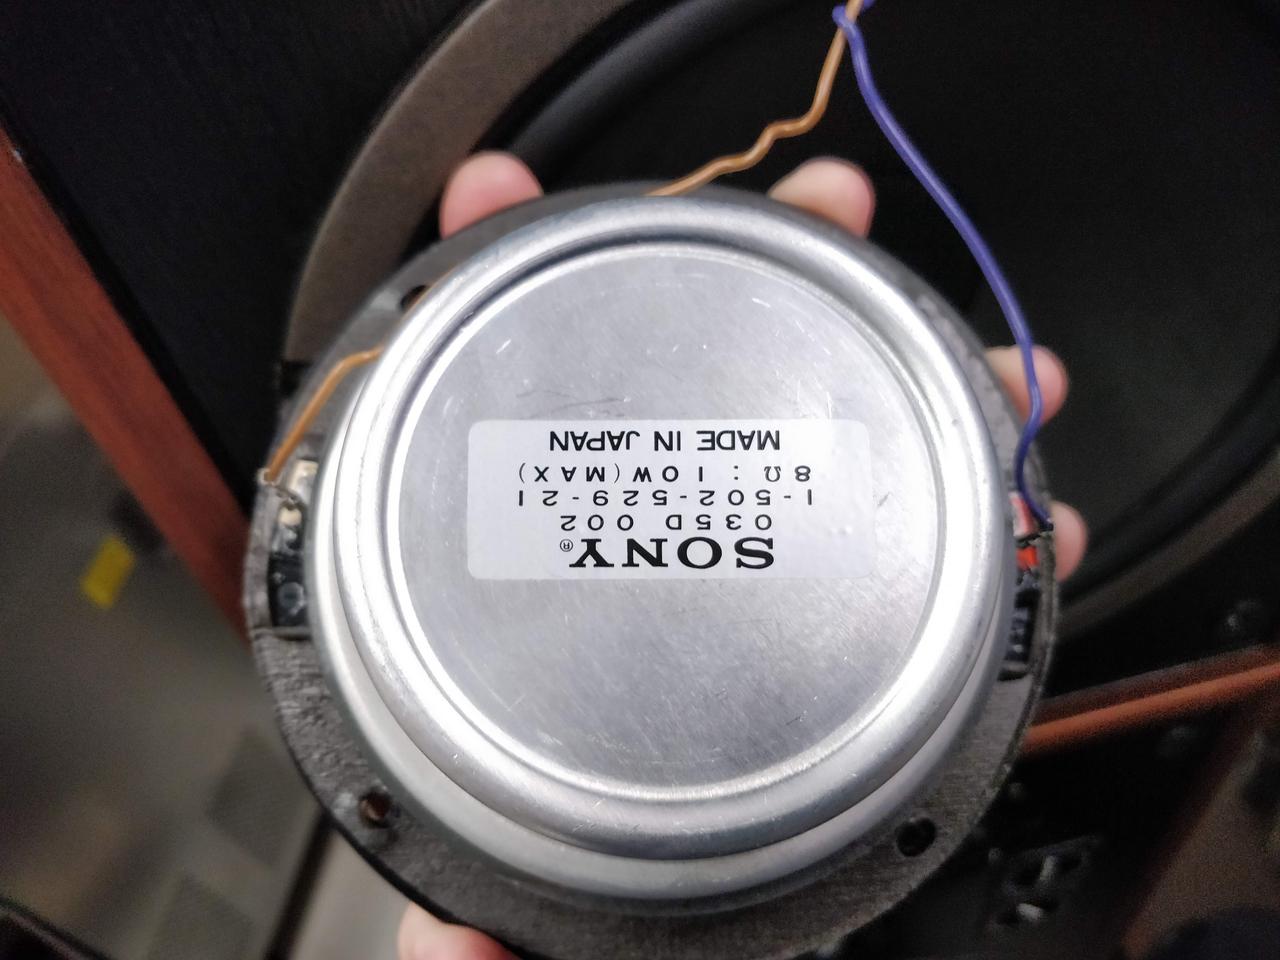 SONY®
035D 002
1-502-529-21
8Ω : 10W (MAX)
MADE IN JAPAN